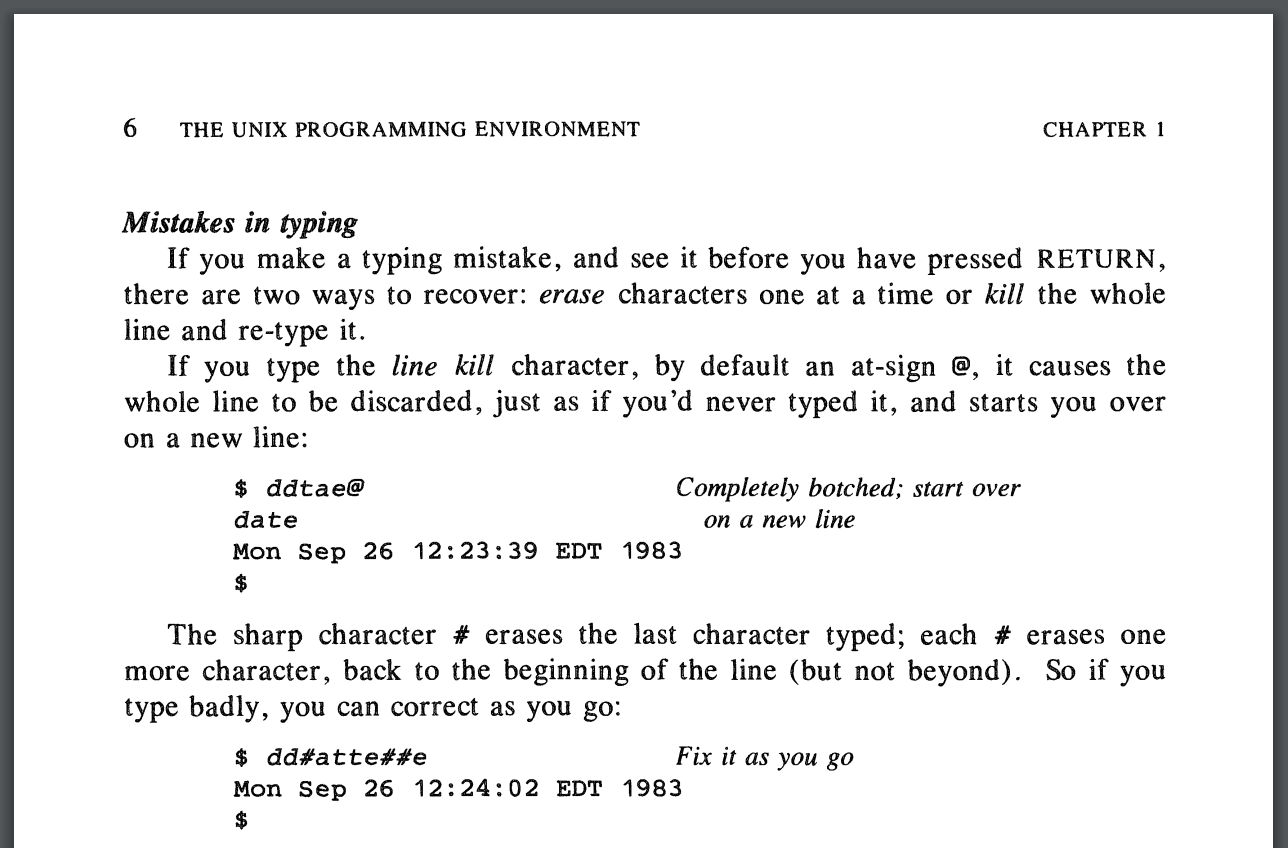 6 THE UNIX PROGRAMMING ENVIRONMENT CHAPTER 1
Mistakes in typing
If you make a typing mistake, and see it before you have pressed RETURN,
there are two ways to recover: erase characters one at a time or kill the whole
line and re-type it.
If you type the line kill character, by default an at-sign @, it causes the
whole line to be discarded, just as if you'd never typed it, and starts you over
on a new line:
$ ddtae@ Completely botched; start over
date on a new line
Mon Sep 26 12:23:39 EDT 1983
$
The sharp character # erases the last character typed; each # erases one
more character, back to the beginning of the line (but not beyond). So if you
type badly, you can correct as you go:
$ dd#atte##e Fix it as you go
Mon Sep 26 12:24:02 EDT 1983
$